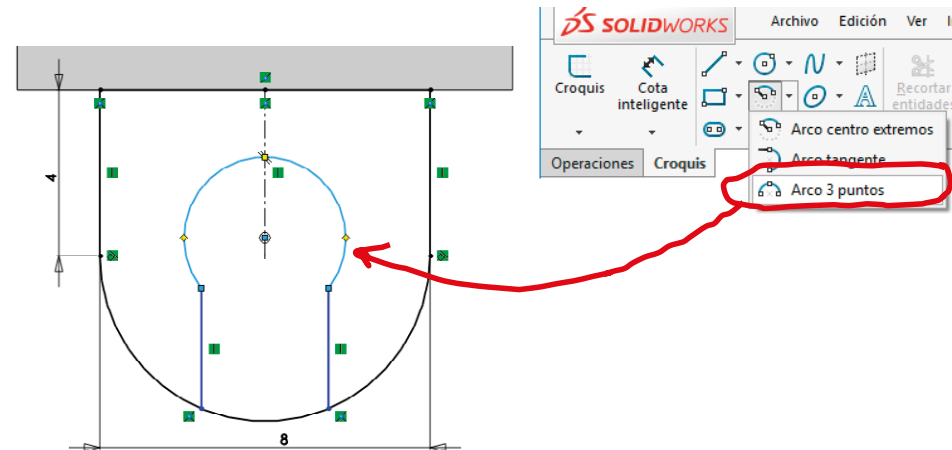 SOLIDWORKS
Archivo Edición Ver
Croquis
Cota inteligente
Recortar entidades
Arco centro extremos
Arco tangente
Arco 3 puntos
Operaciones Croquis
4
8